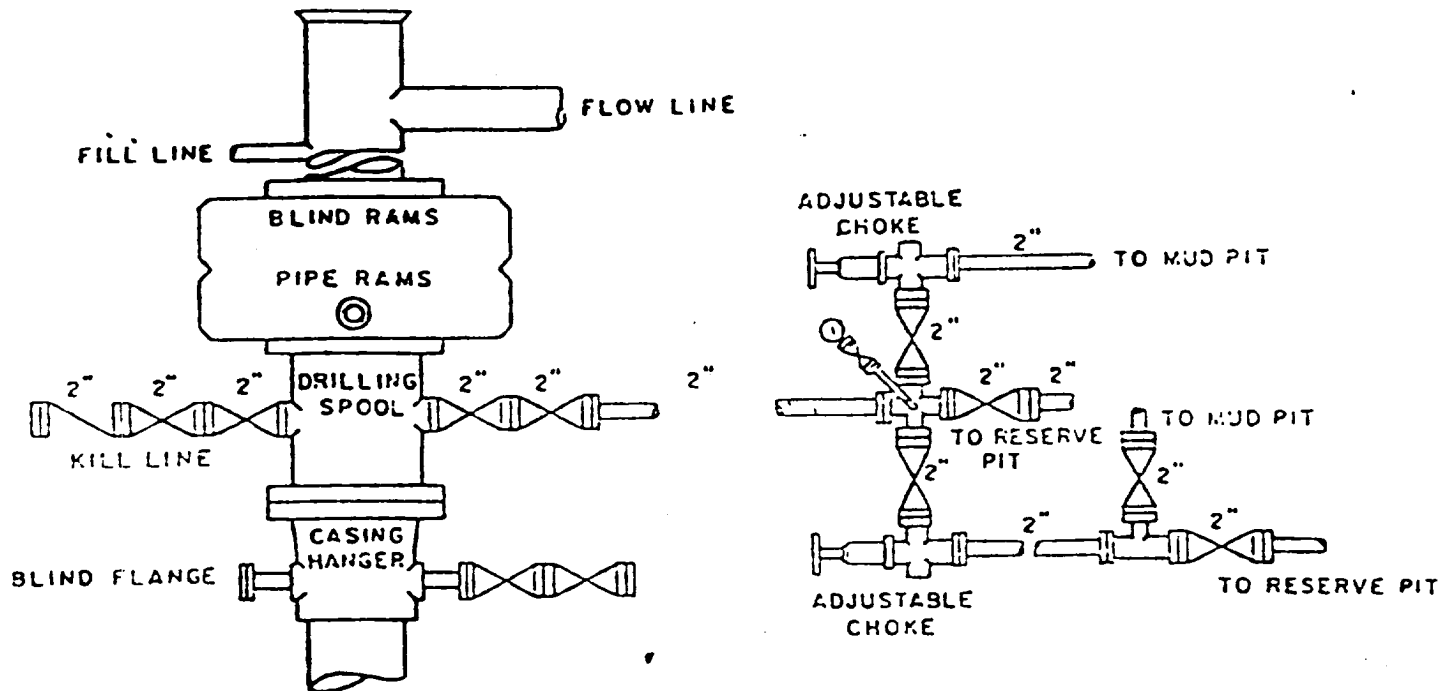 FLOW LINE
FILL LINE
BLIND RAMS
PIPE RAMS
2" 2" 2" DRILLING 2" 2" 2"
SPOOL
KILL LINE
CASING
HANGER
BLIND FLANGE
ADJUSTABLE
CHOKE
2"
TO MUD PIT
2"
2" 2"
TO RESERVE
PIT
TO MUD PIT
2"
2"
2"
2"
TO RESERVE PIT
ADJUSTABLE
CHOKE